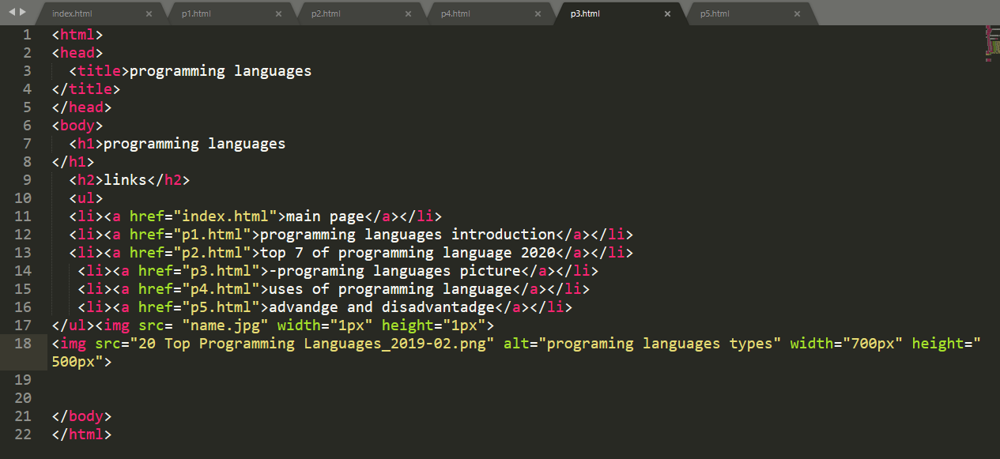 index.html × p1.html × p2.html × p4.html × p3.html × p5.html ×
1 <html>
2 <head>
3 <title>programming languages
4 </title>
5 </head>
6 <body>
7 <h1>programming languages
8 </h1>
9 <h2>links</h2>
10 <ul>
11 <li><a href="index.html">main page</a></li>
12 <li><a href="p1.html">programming languages introduction</a></li>
13 <li><a href="p2.html">top 7 of programming language 2020</a></li>
14 <li><a href="p3.html">-programing languages picture</a></li>
15 <li><a href="p4.html">uses of programming language</a></li>
16 <li><a href="p5.html">advandge and disadvantadge</a></li>
17 </ul><img src= "name.jpg" width="1px" height="1px">
18 <img src="20 Top Programming Languages_2019-02.png" alt="programing languages types" width="700px" height="
500px">
19
20
21 </body>
22 </html>